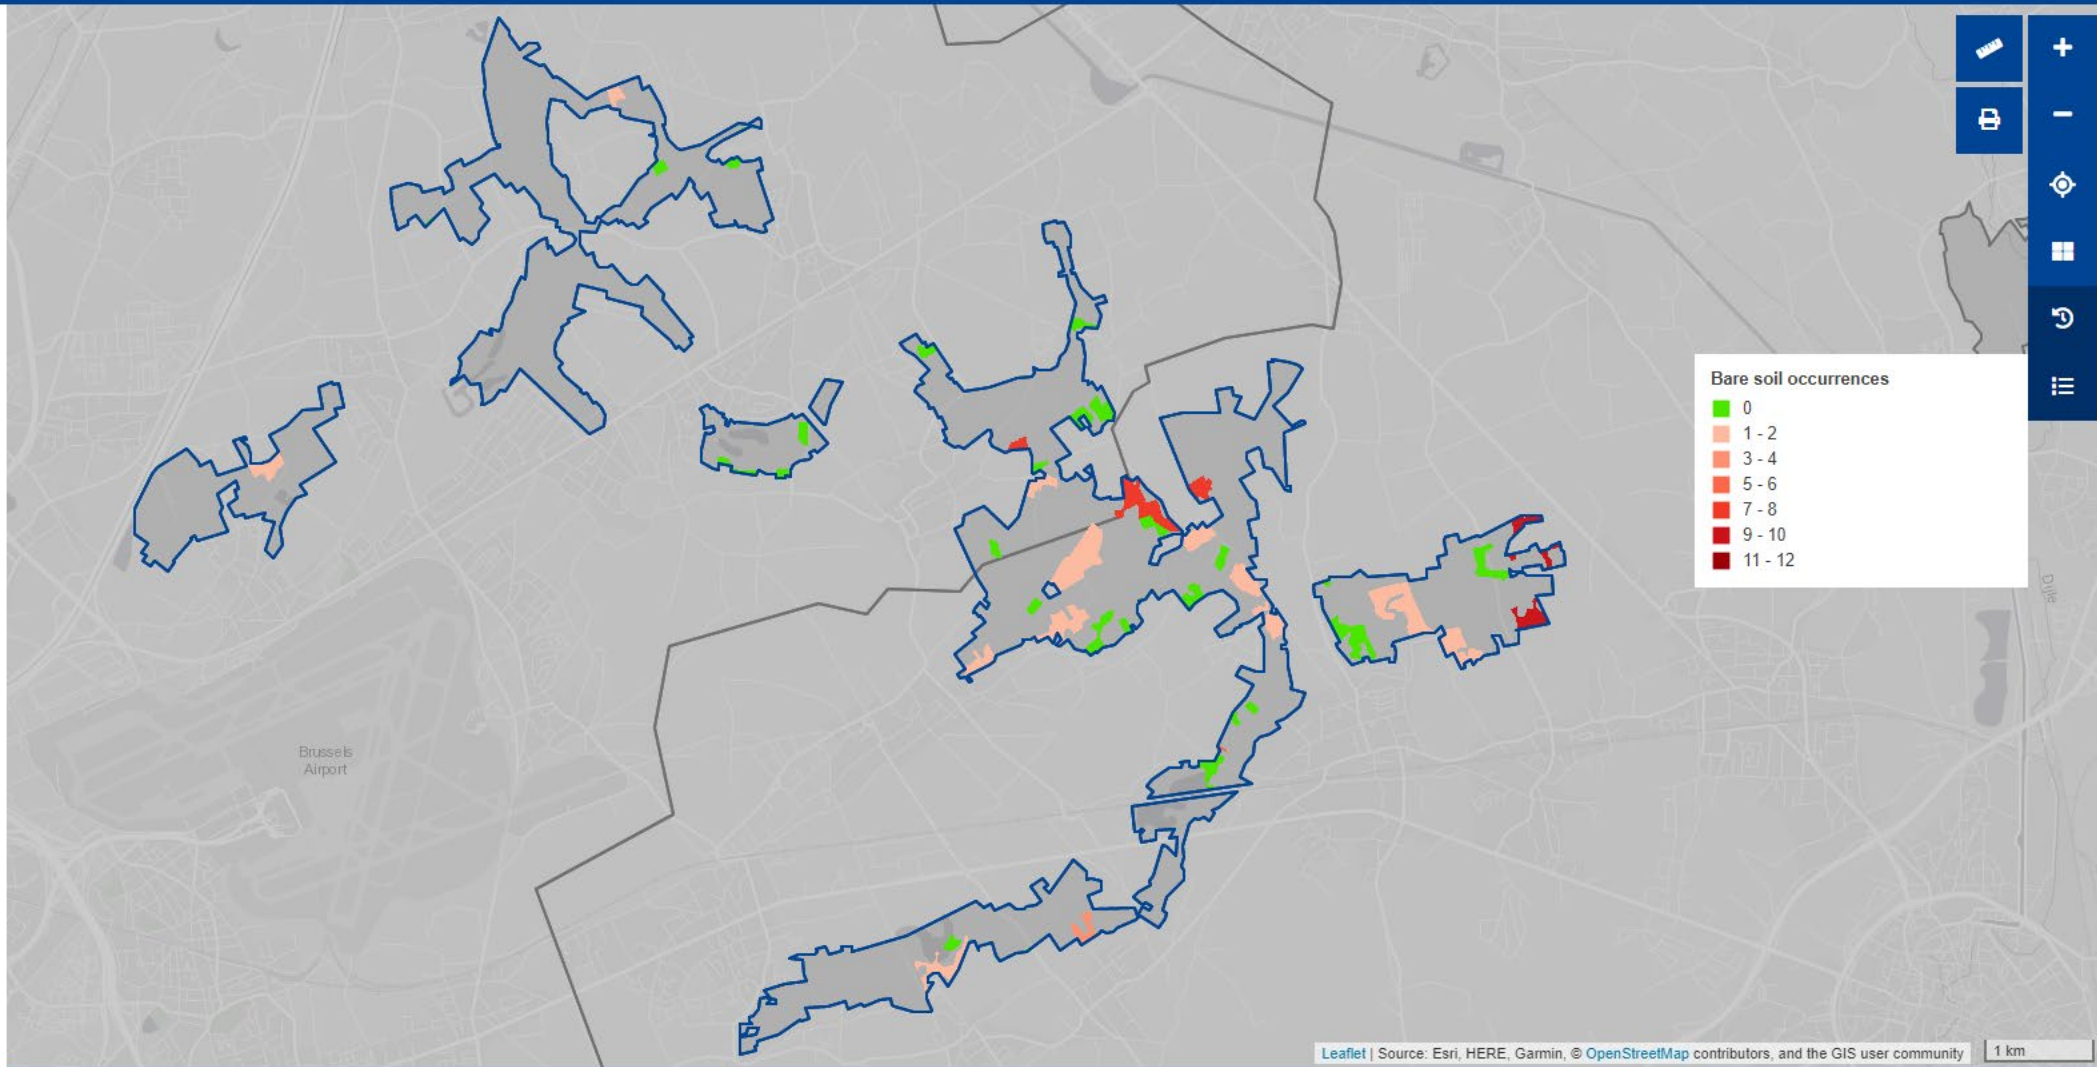 Bare soil occurrences
0
1 - 2
3 - 4
5 - 6
7 - 8
9 - 10
11 - 12
Dijle
Brussels
Airport
Leaflet | Source: Esri, HERE, Garmin, © OpenStreetMap contributors, and the GIS user community
1 km